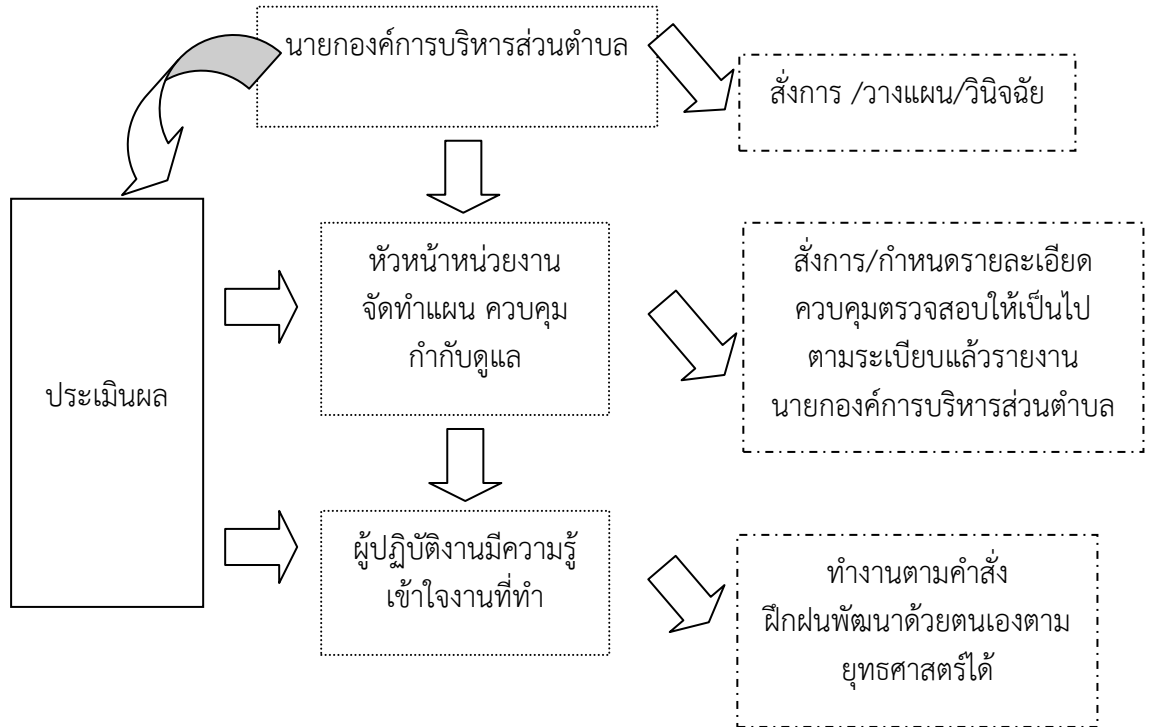 นายกองค์การบริหารส่วนตำบล
สั่งการ /วางแผน/วินิจฉัย
หัวหน้าหน่วยงาน
จัดทำแผน ควบคุม
กำกับดูแล
สั่งการ/กำหนดรายละเอียด
ควบคุมตรวจสอบให้เป็นไป
ตามระเบียบแล้วรายงาน
นายกองค์การบริหารส่วนตำบล
ประเมินผล
ผู้ปฏิบัติงานมีความรู้
เข้าใจงานที่ทำ
ทำงานตามคำสั่ง
ฝึกฝนพัฒนาด้วยตนเองตาม
ยุทธศาสตร์ได้